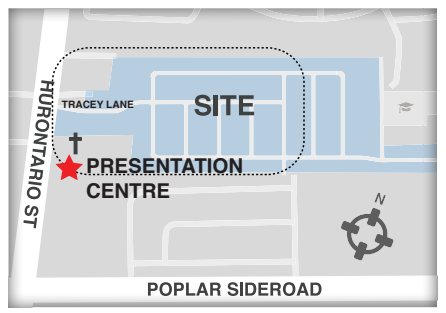 TRACEY LANE
SITE
HURONTARIO ST
PRESENTATION
CENTRE
N
POPLAR SIDEROAD